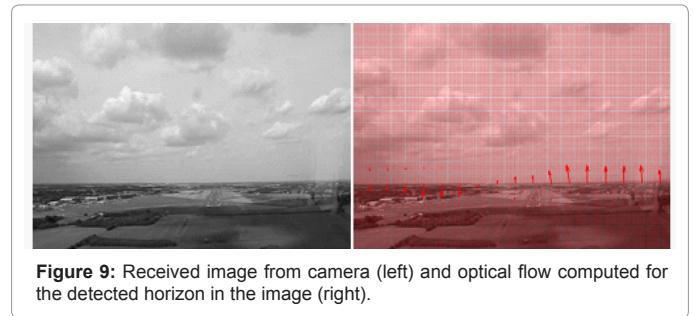 Figure 9: Received image from camera (left) and optical flow computed for
the detected horizon in the image (right).